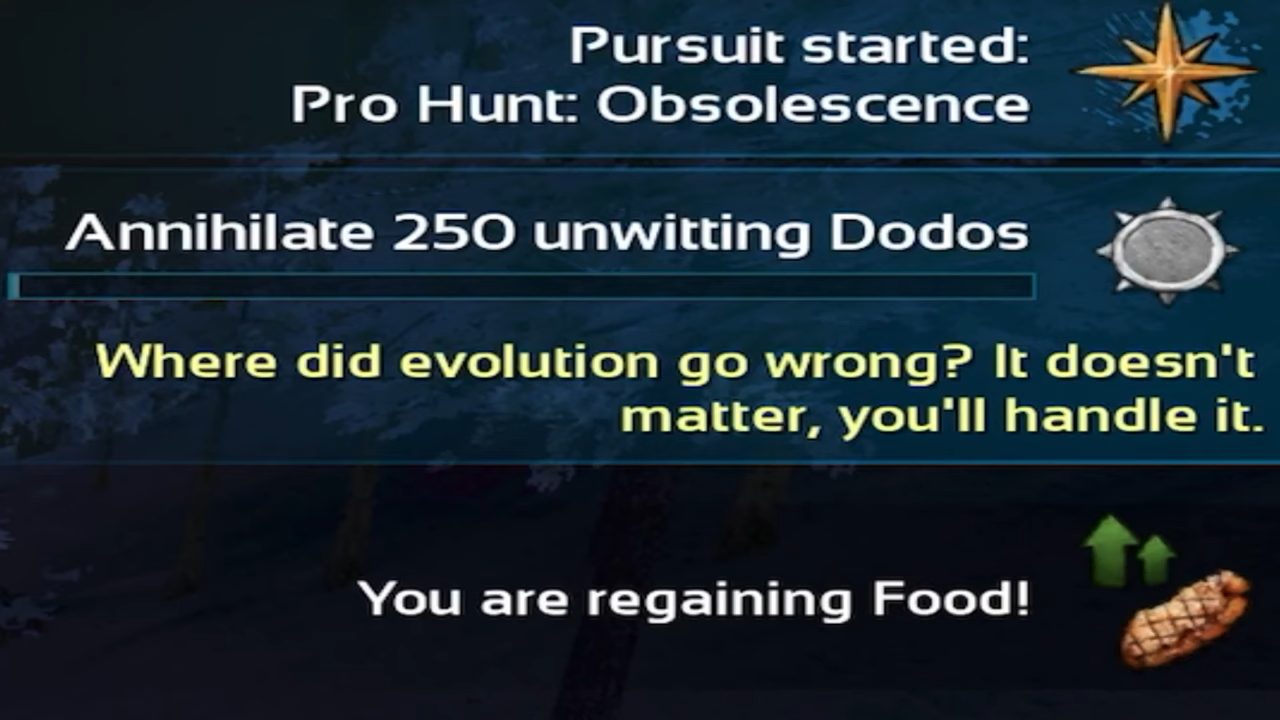 Pursuit started:
Pro Hunt: Obsolescence
Annihilate 250 unwitting Dodos
Where did evolution go wrong? It doesn't
matter, you'll handle it.
You are regaining Food!